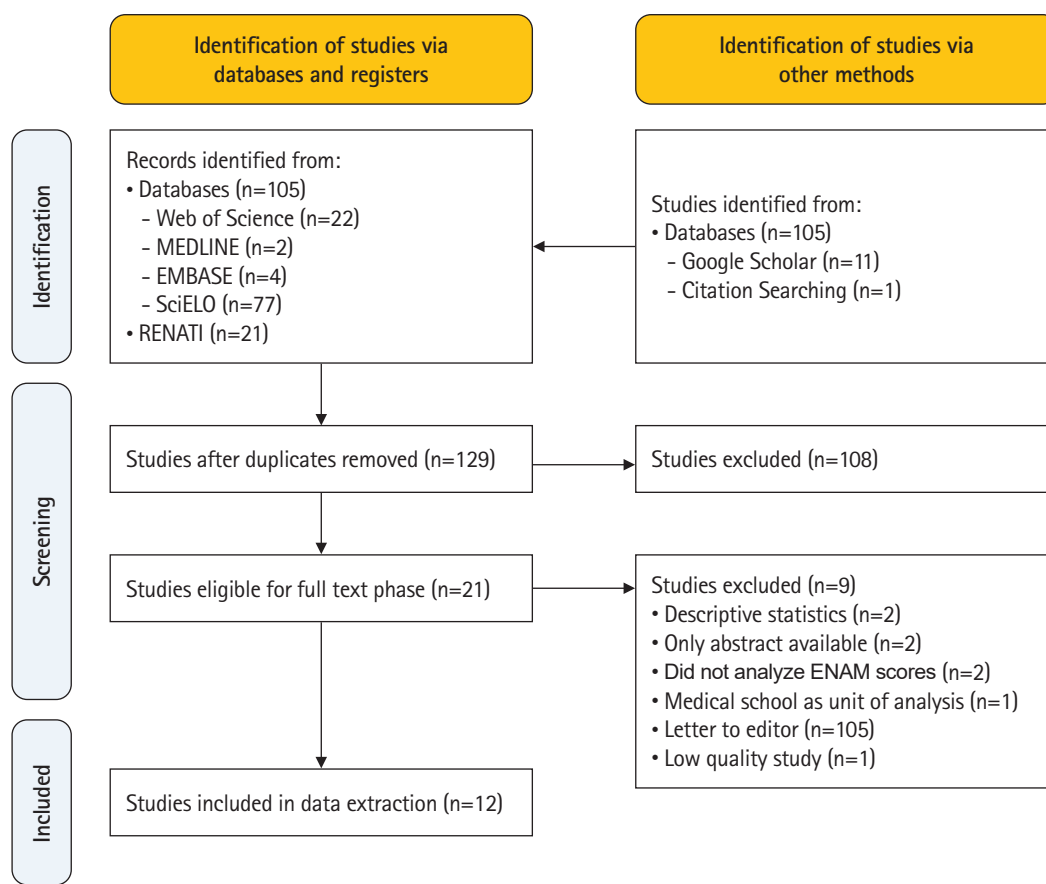 Identification of studies via
databases and registers
Identification of studies via
other methods
Identification
Records identified from:
• Databases (n=105)
- Web of Science (n=22)
- MEDLINE (n=2)
- EMBASE (n=4)
- SciELO (n=77)
• RENATI (n=21)
Studies identified from:
• Databases (n=105)
- Google Scholar (n=11)
- Citation Searching (n=1)
Screening
Studies after duplicates removed (n=129)
Studies excluded (n=108)
Studies eligible for full text phase (n=21)
Studies excluded (n=9)
• Descriptive statistics (n=2)
• Only abstract available (n=2)
• Did not analyze ENAM scores (n=2)
• Medical school as unit of analysis (n=1)
• Letter to editor (n=105)
• Low quality study (n=1)
Included
Studies included in data extraction (n=12)